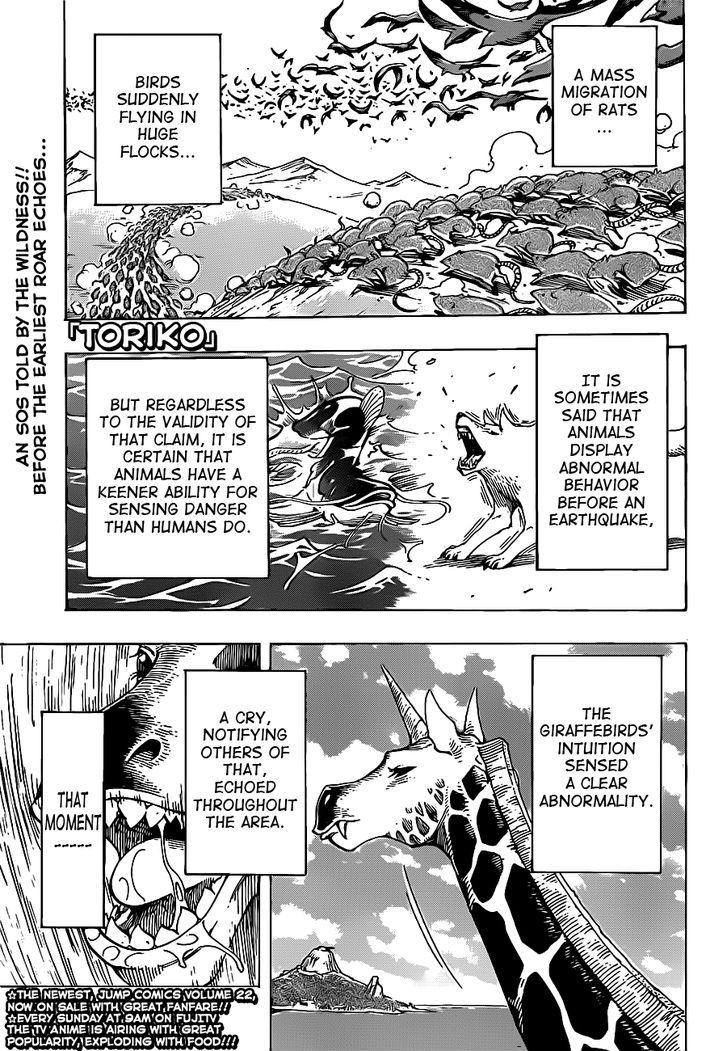 A MASS
MIGRATION
OF RATS
...
BIRDS
SUDDENLY
FLYING IN
HUGE
FLOCKS...
AN SOS TOLD BY THE WILDNESS!!
BEFORE THE EARLIEST ROAR ECHOES...
「TORIKO」
IT IS
SOMETIMES
SAID THAT
ANIMALS
DISPLAY
ABNORMAL
BEHAVIOR
BEFORE AN
EARTHQUAKE,
BUT REGARDLESS
TO THE VALIDITY
OF THAT CLAIM, IT IS
CERTAIN THAT
ANIMALS HAVE A
KEENER ABILITY FOR
SENSING DANGER
THAN HUMANS DO.
THE
GIRAFFEBIRDS'
INTUITION
SENSED
A CLEAR
ABNORMALITY.
A CRY,
NOTIFYING
OTHERS OF
THAT,
ECHOED
THROUGHOUT
THE AREA.
THAT
MOMENT
-----
☆THE NEWEST, JUMP COMICS VOLUME 22,
NOW ON SALE WITH GREAT FANFARE!!
☆EVERY SUNDAY AT 9AM ON FUJITV
THE TV ANIME IS AIRING WITH GREAT
POPULARITY, EXPLODING WITH FOOD!!!